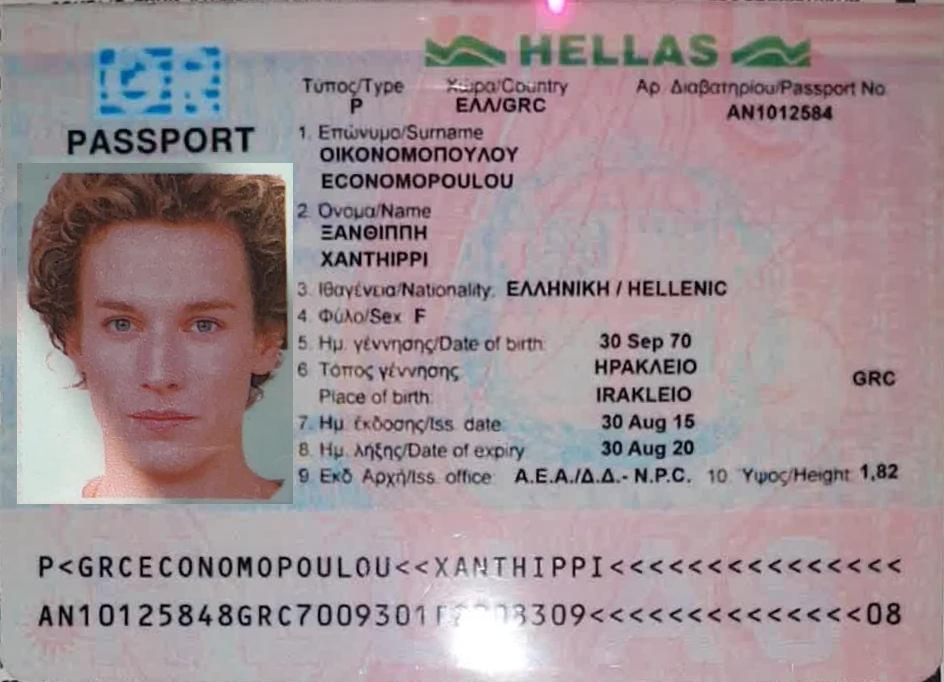 HELLAS
GR
PASSPORT
Τύπος/Type Χώρα/Country Αρ. Διαβατηρίου/Passport No
P ΕΛΛ/GRC AN1012584
1. Επώνυμο/Surname
ΟΙΚΟΝΟΜΟΠΟΥΛΟΥ
ECONOMOPOULOU
2. Όνομα/Name
ΞΑΝΘΙΠΠΗ
XANTHIPPI
3. Ιθαγένεια/Nationality. ΕΛΛΗΝΙΚΗ / HELLENIC
4. Φύλο/Sex F
5. Ημ. γέννησης/Date of birth: 30 Sep 70
6. Τόπος γέννησης ΗΡΑΚΛΕΙΟ
Place of birth: IRAKLEIO GRC
7. Ημ. έκδοσης/Iss. date: 30 Aug 15
8. Ημ. λήξης/Date of expiry 30 Aug 20
9. Εκδ. Αρχή/Iss. office: Α.Ε.Α./Δ.Δ.- N.P.C. 10. Υψος/Height 1,82
P<GRCECONOMOPOULOU<<XANTHIPPI<<<<<<<<<<<<<<<
AN10125848GRC7009301 8309<<<<<<<<<<<<<<08